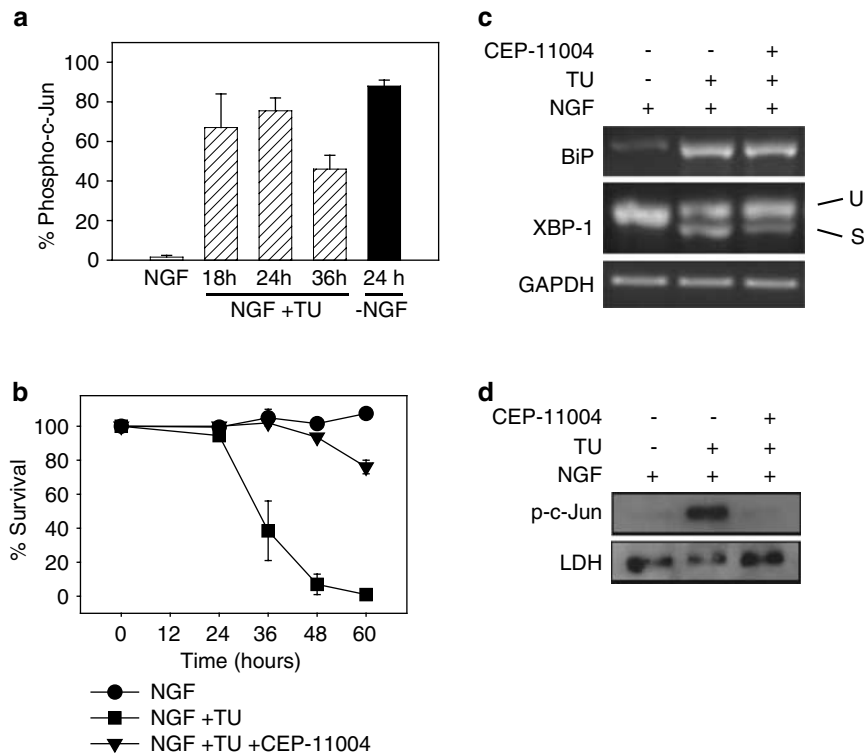 a
% Phospho-c-Jun
100
80
60
40
20
0
NGF 18h 24h 36h 24 h
NGF +TU -NGF
b
% Survival
100
80
60
40
20
0
0 12 24 36 48 60
Time (hours)
NGF
NGF +TU
NGF +TU +CEP-11004
c
CEP-11004 - - +
TU - + +
NGF + + +
BiP
XBP-1
U
S
GAPDH
d
CEP-11004 - - +
TU - + +
NGF + + +
p-c-Jun
LDH